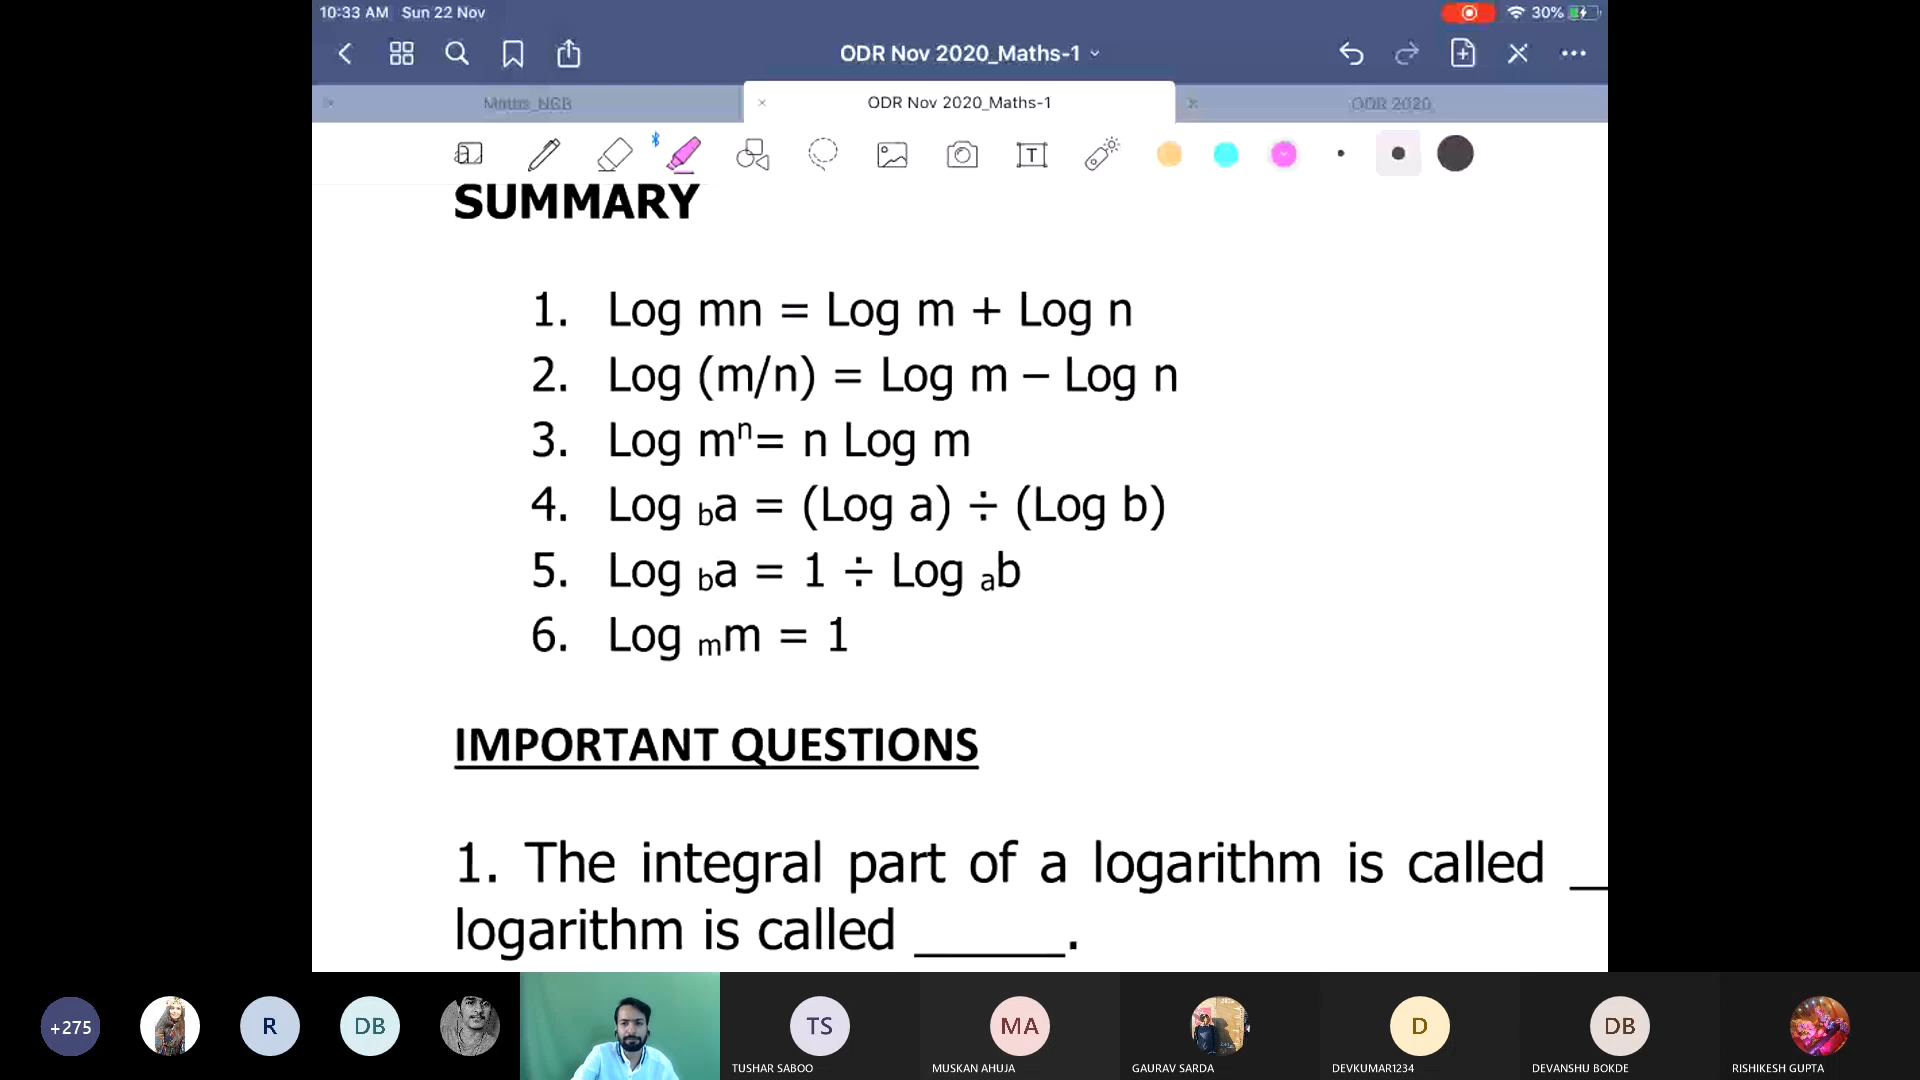 10:33 AM Sun 22 Nov
30%
ODR Nov 2020_Maths-1
Maths_NGB
ODR Nov 2020_Maths-1
ODR 2020
SUMMARY
1. Log mn = Log m + Log n
2. Log (m/n) = Log m – Log n
3. Log mⁿ= n Log m
4. Log ba = (Log a) ÷ (Log b)
5. Log ba = 1 ÷ Log ab
6. Log mm = 1
IMPORTANT QUESTIONS
1. The integral part of a logarithm is called _
logarithm is called ______.
+275
R
DB
TS
MA
D
DB
TUSHAR SABOO
MUSKAN AHUJA
GAURAV SARDA
DEVKUMAR1234
DEVANSHU BOKDE
RISHIKESH GUPTA